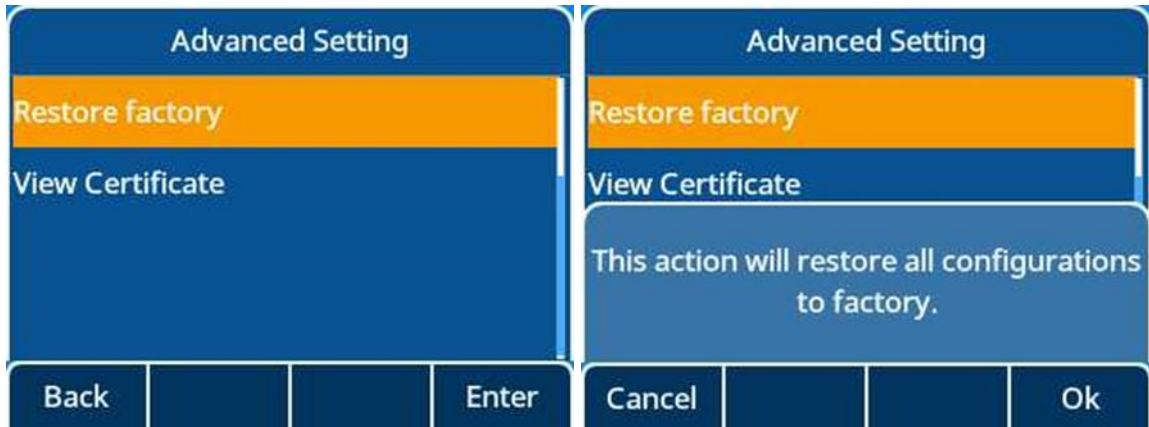 Advanced Setting
Restore factory
View Certificate
Back
Enter
Advanced Setting
Restore factory
View Certificate
This action will restore all configurations
to factory.
Cancel
Ok